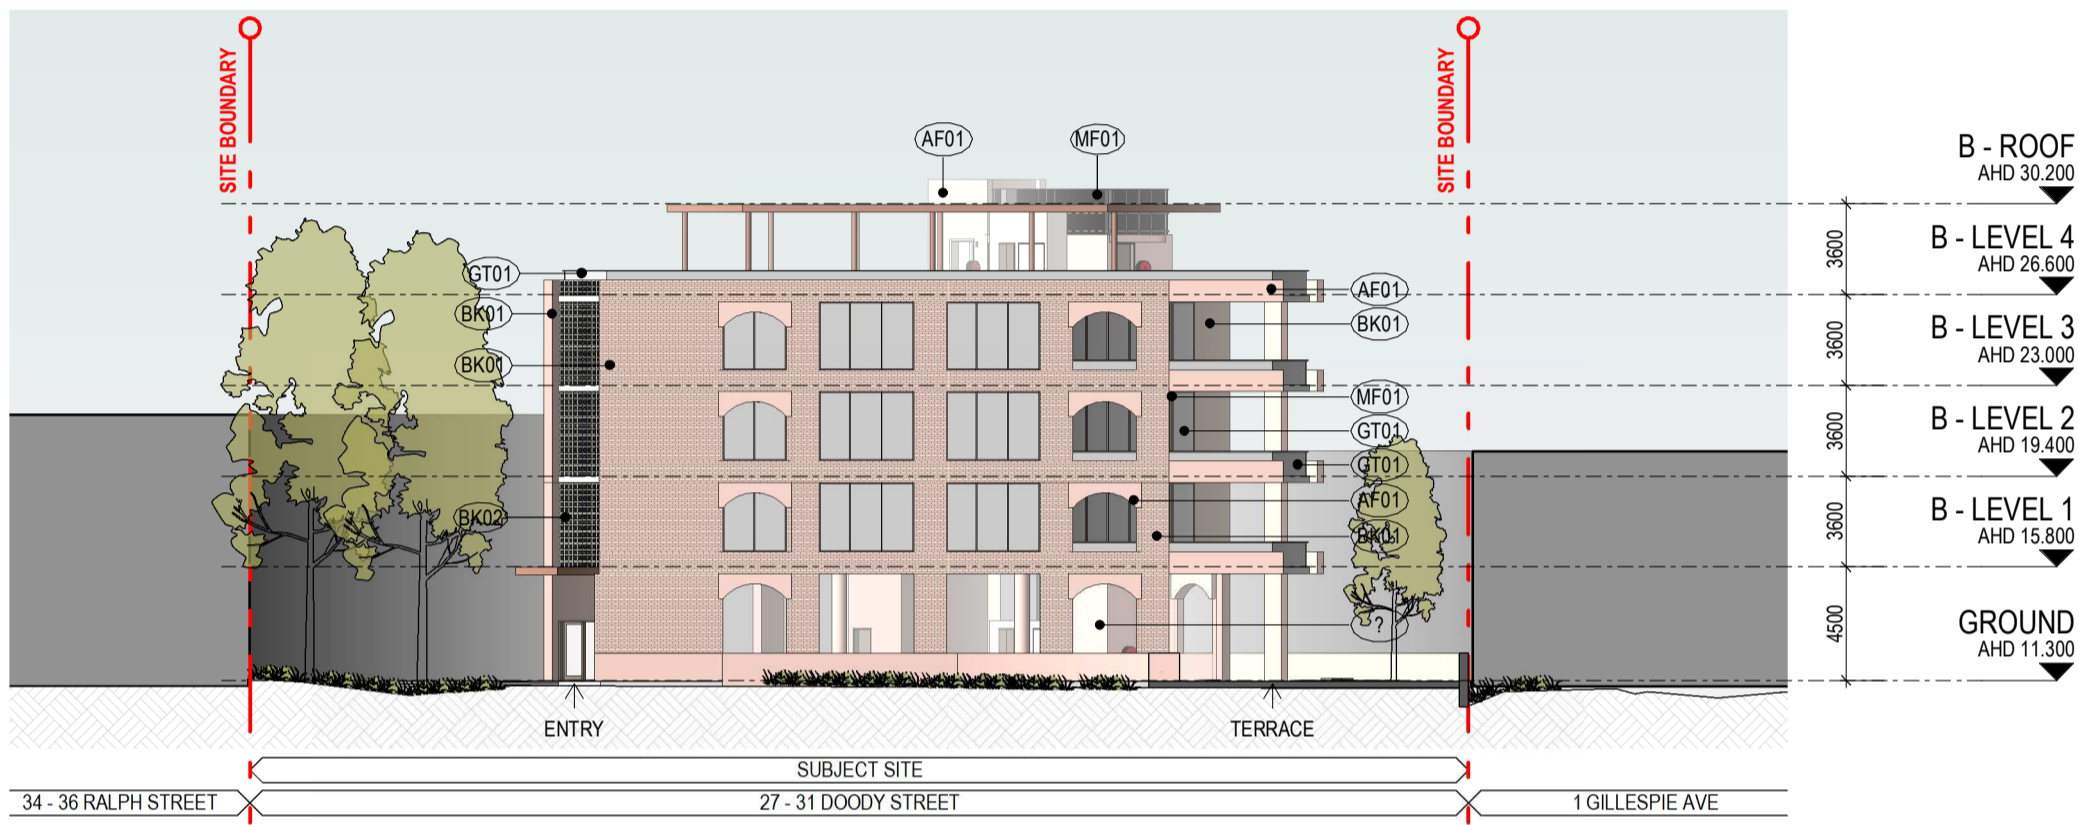 SITE BOUNDARY
SITE BOUNDARY
AF01
MF01
B - ROOF
AHD 30.200
B - LEVEL 4
AHD 26.600
B - LEVEL 3
AHD 23.000
B - LEVEL 2
AHD 19.400
B - LEVEL 1
AHD 15.800
GROUND
AHD 11.300
3600
3600
3600
3600
4500
GT01
BK01
BK01
BK02
AF01
BK01
MF01
GT01
GT01
AF01
BK01
?
ENTRY
TERRACE
SUBJECT SITE
34 - 36 RALPH STREET
27 - 31 DOODY STREET
1 GILLESPIE AVE